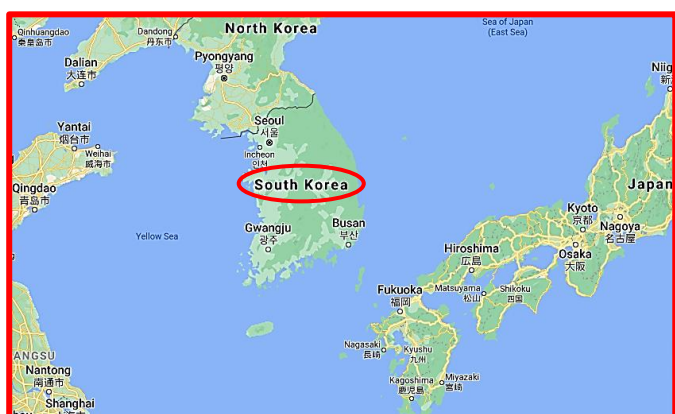 Qinhuangdao
秦皇岛市
Dandong
丹东市
North Korea
Sea of Japan
(East Sea)
Dalian
大连市
Pyongyang
평양
Niig
Seoul
서울
Yantai
烟台市
Weihai
威海市
Incheon
인천
South Korea
Qingdao
青岛市
Japan
Kyoto
京都
Nagoya
名古屋
Yellow Sea
Gwangju
광주
Busan
부산
Hiroshima
広島
Osaka
大阪
Fukuoka
福岡
Matsuyama
松山
Shikoku
四国
Nagasaki
長崎
Kyushu
九州
ANGSU
Nantong
南通市
Kagoshima
鹿児島
Miyazaki
宮崎
Shanghai